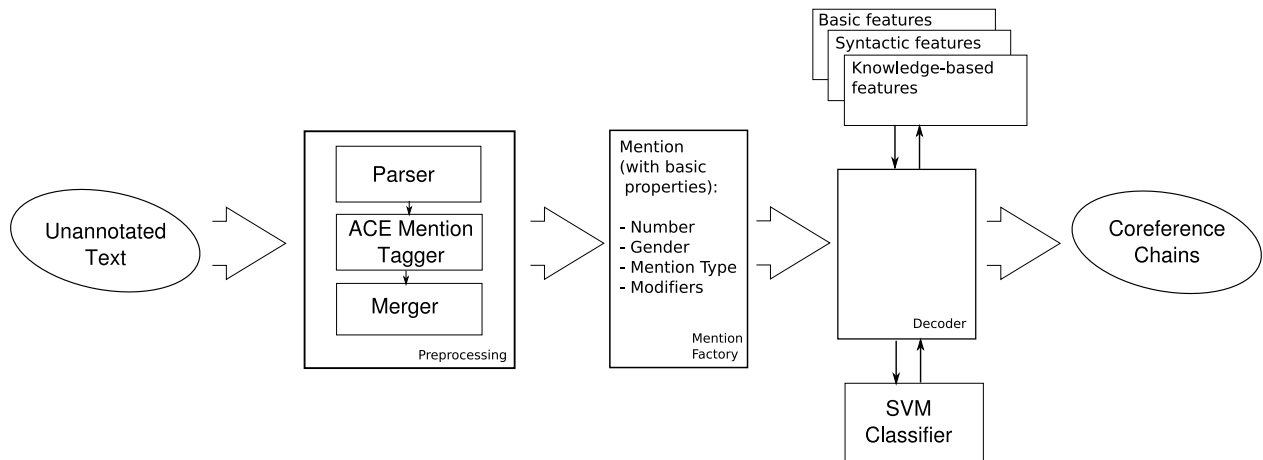 Unannotated
Text
Parser
ACE Mention
Tagger
Merger
Preprocessing
Mention
(with basic
properties):
- Number
- Gender
- Mention Type
- Modifiers
Mention
Factory
Basic features
Syntactic features
Knowledge-based
features
Decoder
SVM
Classifier
Coreference
Chains